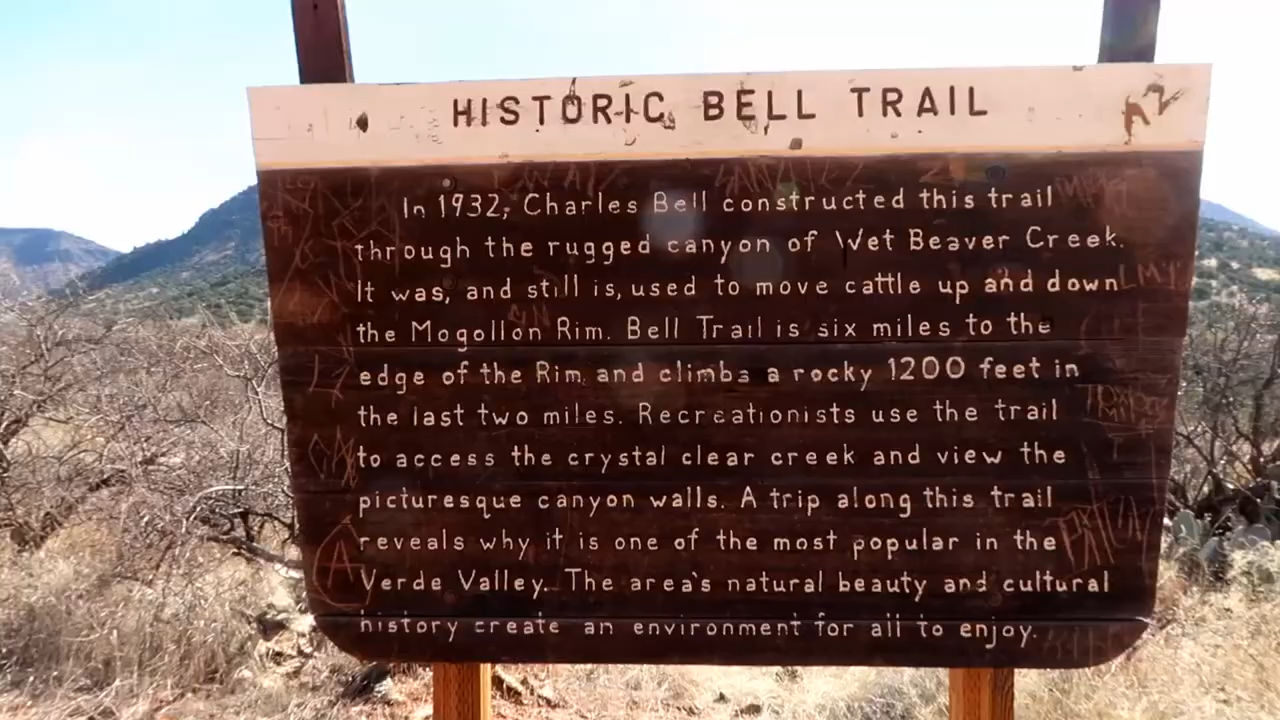 HISTORIC BELL TRAIL
In 1932, Charles Bell constructed this trail
through the rugged canyon of Wet Beaver Creek.
It was, and still is, used to move cattle up and down
the Mogollon Rim. Bell Trail is six miles to the
edge of the Rim and climbs a rocky 1200 feet in
the last two miles. Recreationists use the trail
to access the crystal clear creek and view the
picturesque canyon walls. A trip along this trail
reveals why it is one of the most popular in the
Verde Valley. The area's natural beauty and cultural
history create an environment for all to enjoy.